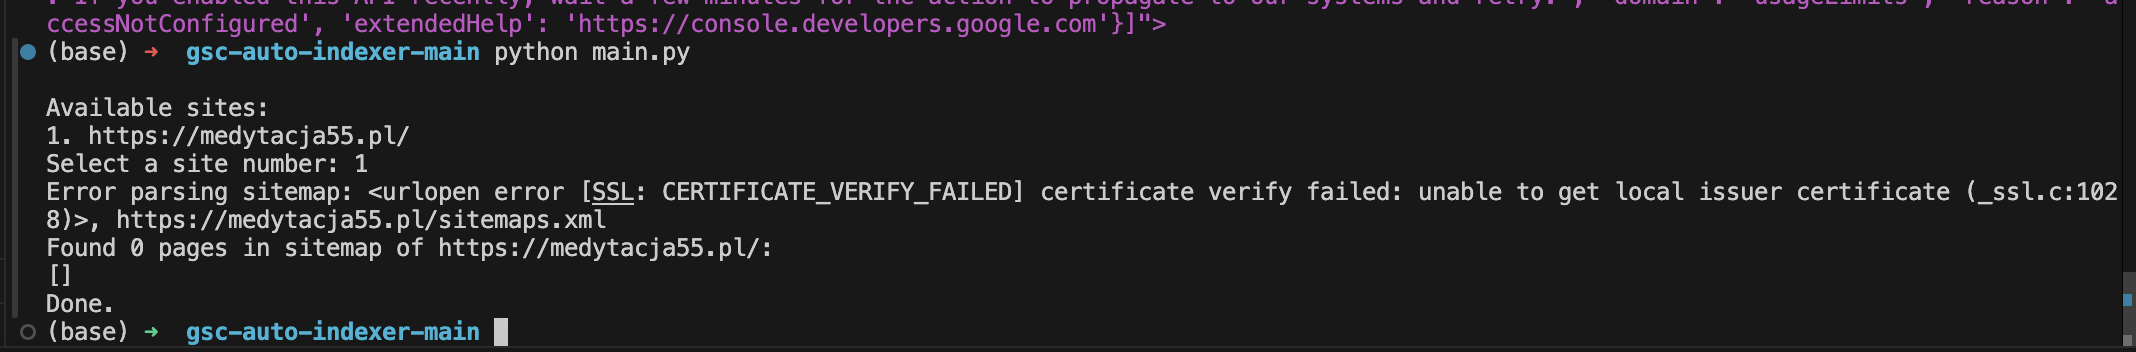 ccessNotConfigured', 'extendedHelp': 'https://console.developers.google.com'}]">
(base) ➜  gsc-auto-indexer-main python main.py
Available sites:
1. https://medytacja55.pl/
Select a site number: 1
Error parsing sitemap: <urlopen error [SSL: CERTIFICATE_VERIFY_FAILED] certificate verify failed: unable to get local issuer certificate (_ssl.c:102
8)>, https://medytacja55.pl/sitemaps.xml
Found 0 pages in sitemap of https://medytacja55.pl/:
[]
Done.
(base) ➜  gsc-auto-indexer-main